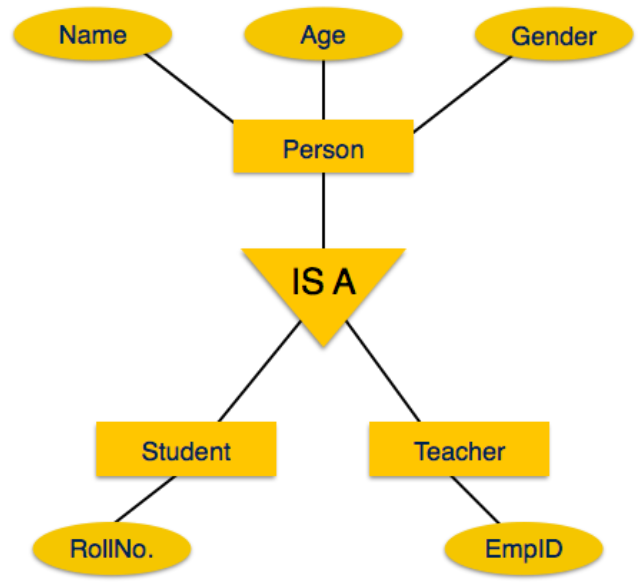 Name
Age
Gender
Person
IS A
Student
Teacher
RollNo.
EmpID